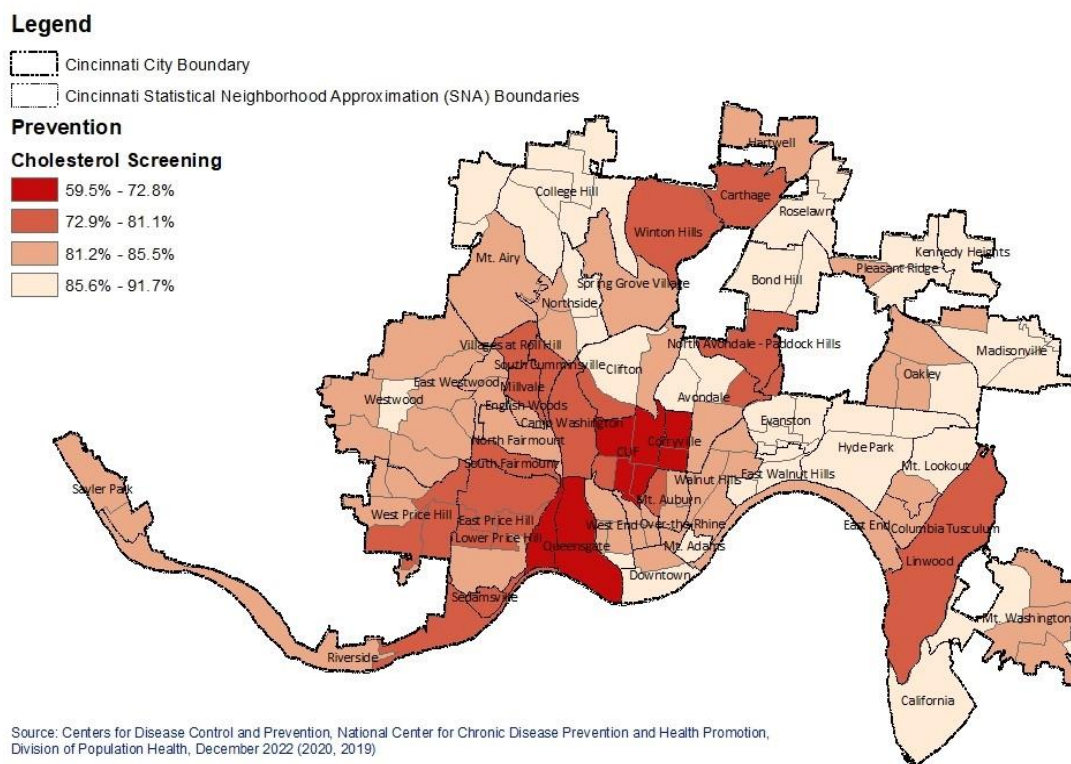 Legend
Cincinnati City Boundary
Cincinnati Statistical Neighborhood Approximation (SNA) Boundaries
Prevention
Cholesterol Screening
59.5% - 72.8%
72.9% - 81.1%
81.2% - 85.5%
85.6% - 91.7%
Hartwell
College Hill
Carthage
Roselawn
Winton Hills
Kennedy Heights
Mt. Airy
Pleasant Ridge
Bond Hill
Spring Grove Village
Northside
Villages at Roll Hill
North Avondale - Paddock Hills
Madisonville
South Cumminsville
Clifton
Oakley
East Westwood
Millvale
Westwood
Avondale
English Woods
Camp Washington
Evanston
North Fairmount
Corryville
Hyde Park
CUF
South Fairmount
Mt. Lookout
East Walnut Hills
Walnut Hills
Sayler Park
Mt. Auburn
West Price Hill
East Price Hill
West End
Over-the-Rhine
East End
Columbia Tusculum
Lower Price Hill
Queensgate
Mt. Adams
Linwood
Downtown
Sedamsville
Mt. Washington
Riverside
California
Source: Centers for Disease Control and Prevention, National Center for Chronic Disease Prevention and Health Promotion,
Division of Population Health, December 2022 (2020, 2019)